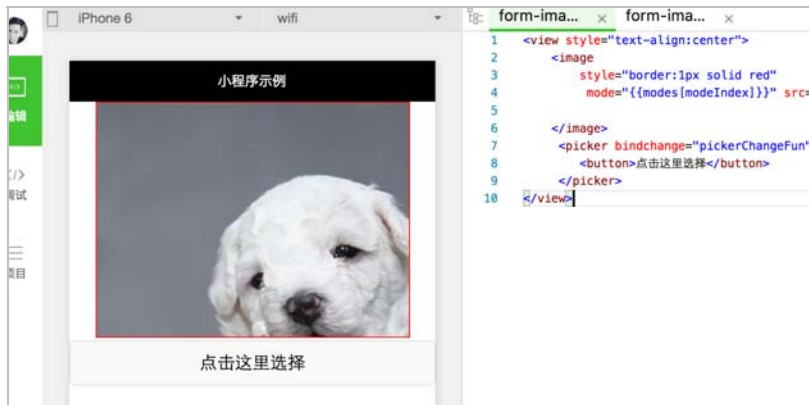 iPhone 6
wifi
编辑
</>
调试
项目
小程序示例
点击这里选择
form-ima... ×
form-ima... ×
1 <view style="text-align:center">
2 <image
3 style="border:1px solid red"
4 mode="{{modes[modeIndex]}}" src=
5
6 </image>
7 <picker bindchange="pickerChangeFun"
8 <button>点击这里选择</button>
9 </picker>
10 </view>